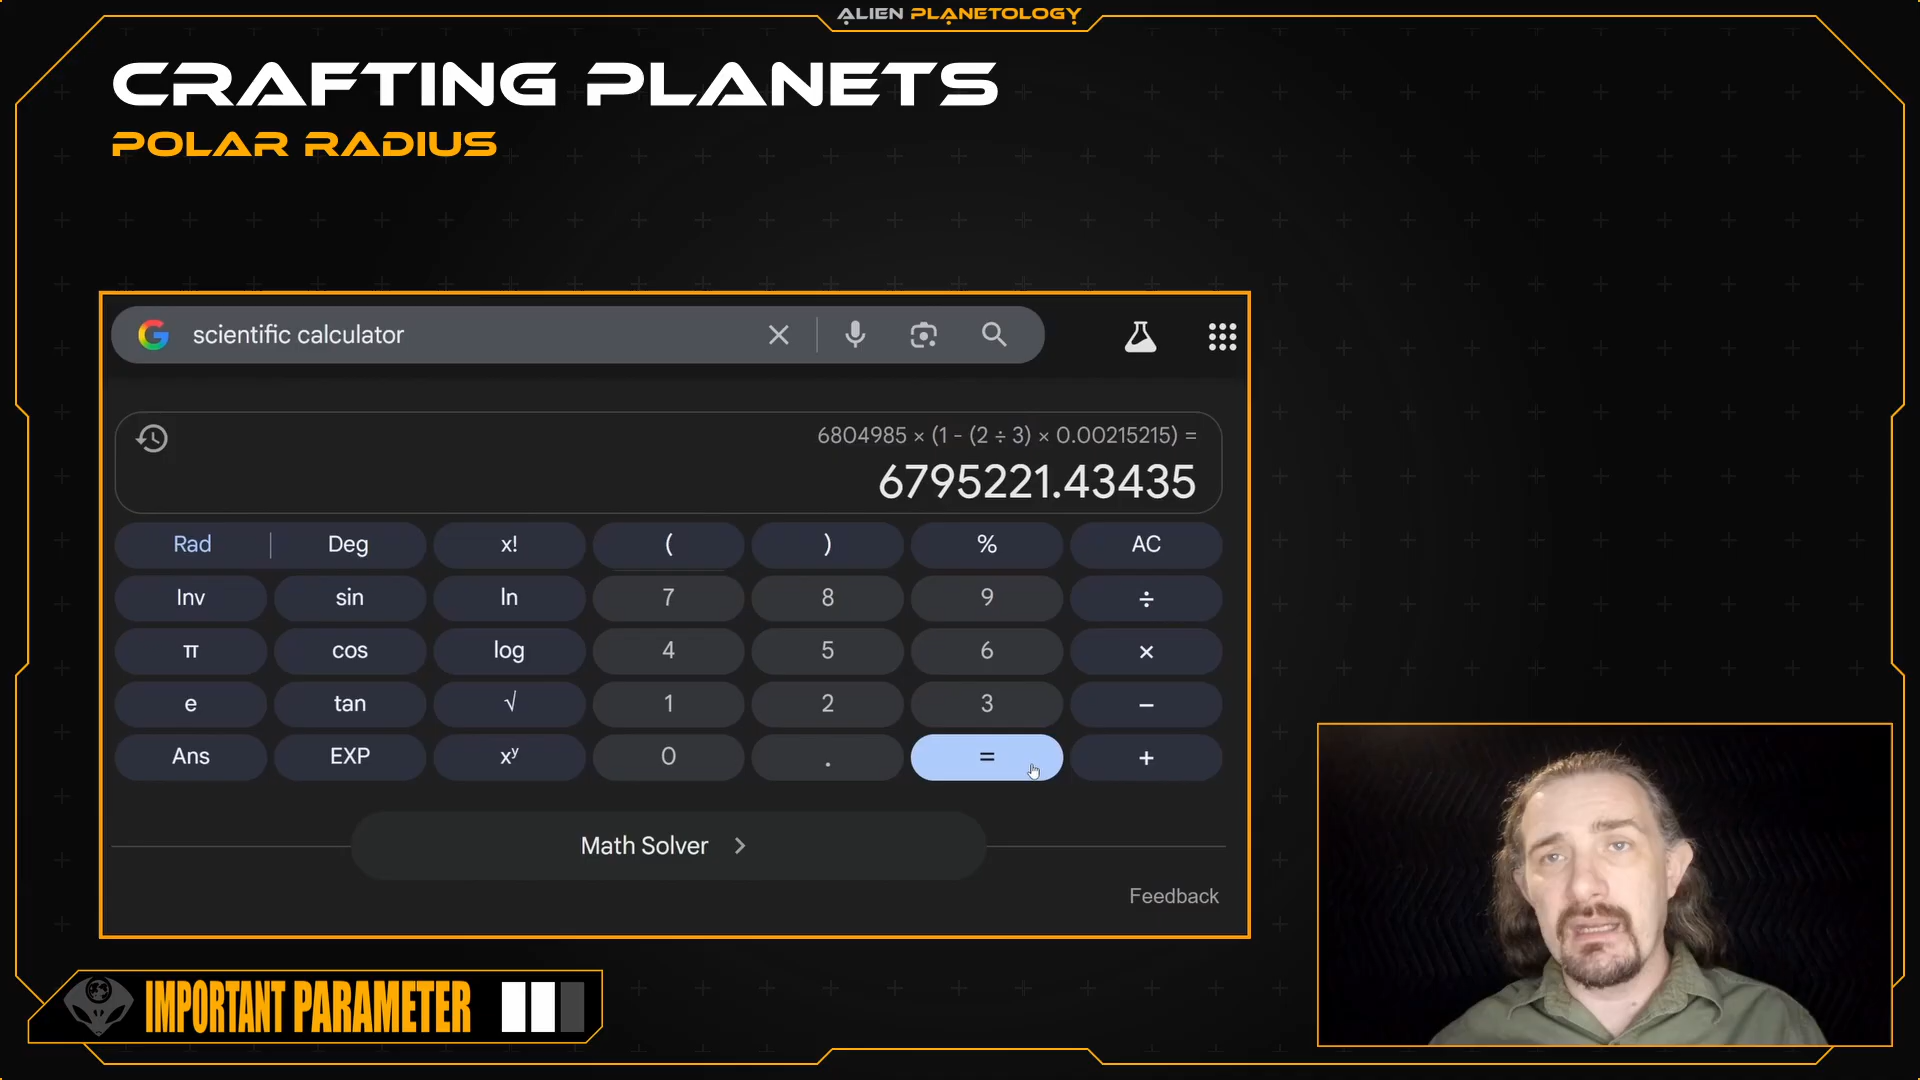 ALIEN PLANETOLOGY
CRAFTING PLANETS
POLAR RADIUS
scientific calculator
6804985 × (1 - (2 ÷ 3) × 0.00215215) =
6795221.43435
Rad Deg x! ( ) % AC
Inv sin ln 7 8 9 ÷
π cos log 4 5 6 ×
e tan √ 1 2 3 −
Ans EXP xʸ 0 . = +
Math Solver
Feedback
IMPORTANT PARAMETER